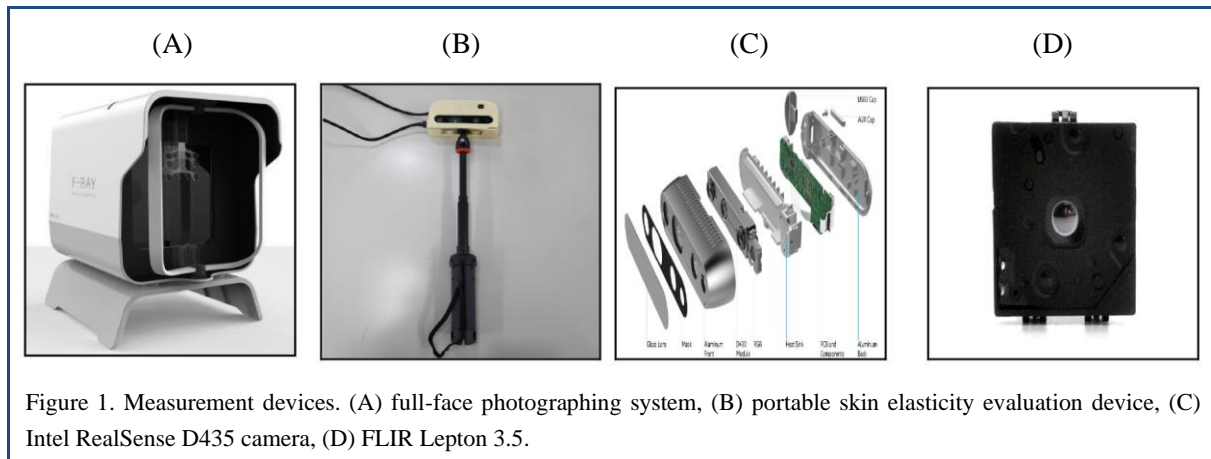 (A)
(B)
(C)
(D)
F-RAY
USB3 Cap
AUX Cap
Glass Lens
Mask
Aluminum Front
D430 Module
RGB
Heat Sink
PCB and Components
Aluminum Back
Figure 1. Measurement devices. (A) full-face photographing system, (B) portable skin elasticity evaluation device, (C)
Intel RealSense D435 camera, (D) FLIR Lepton 3.5.